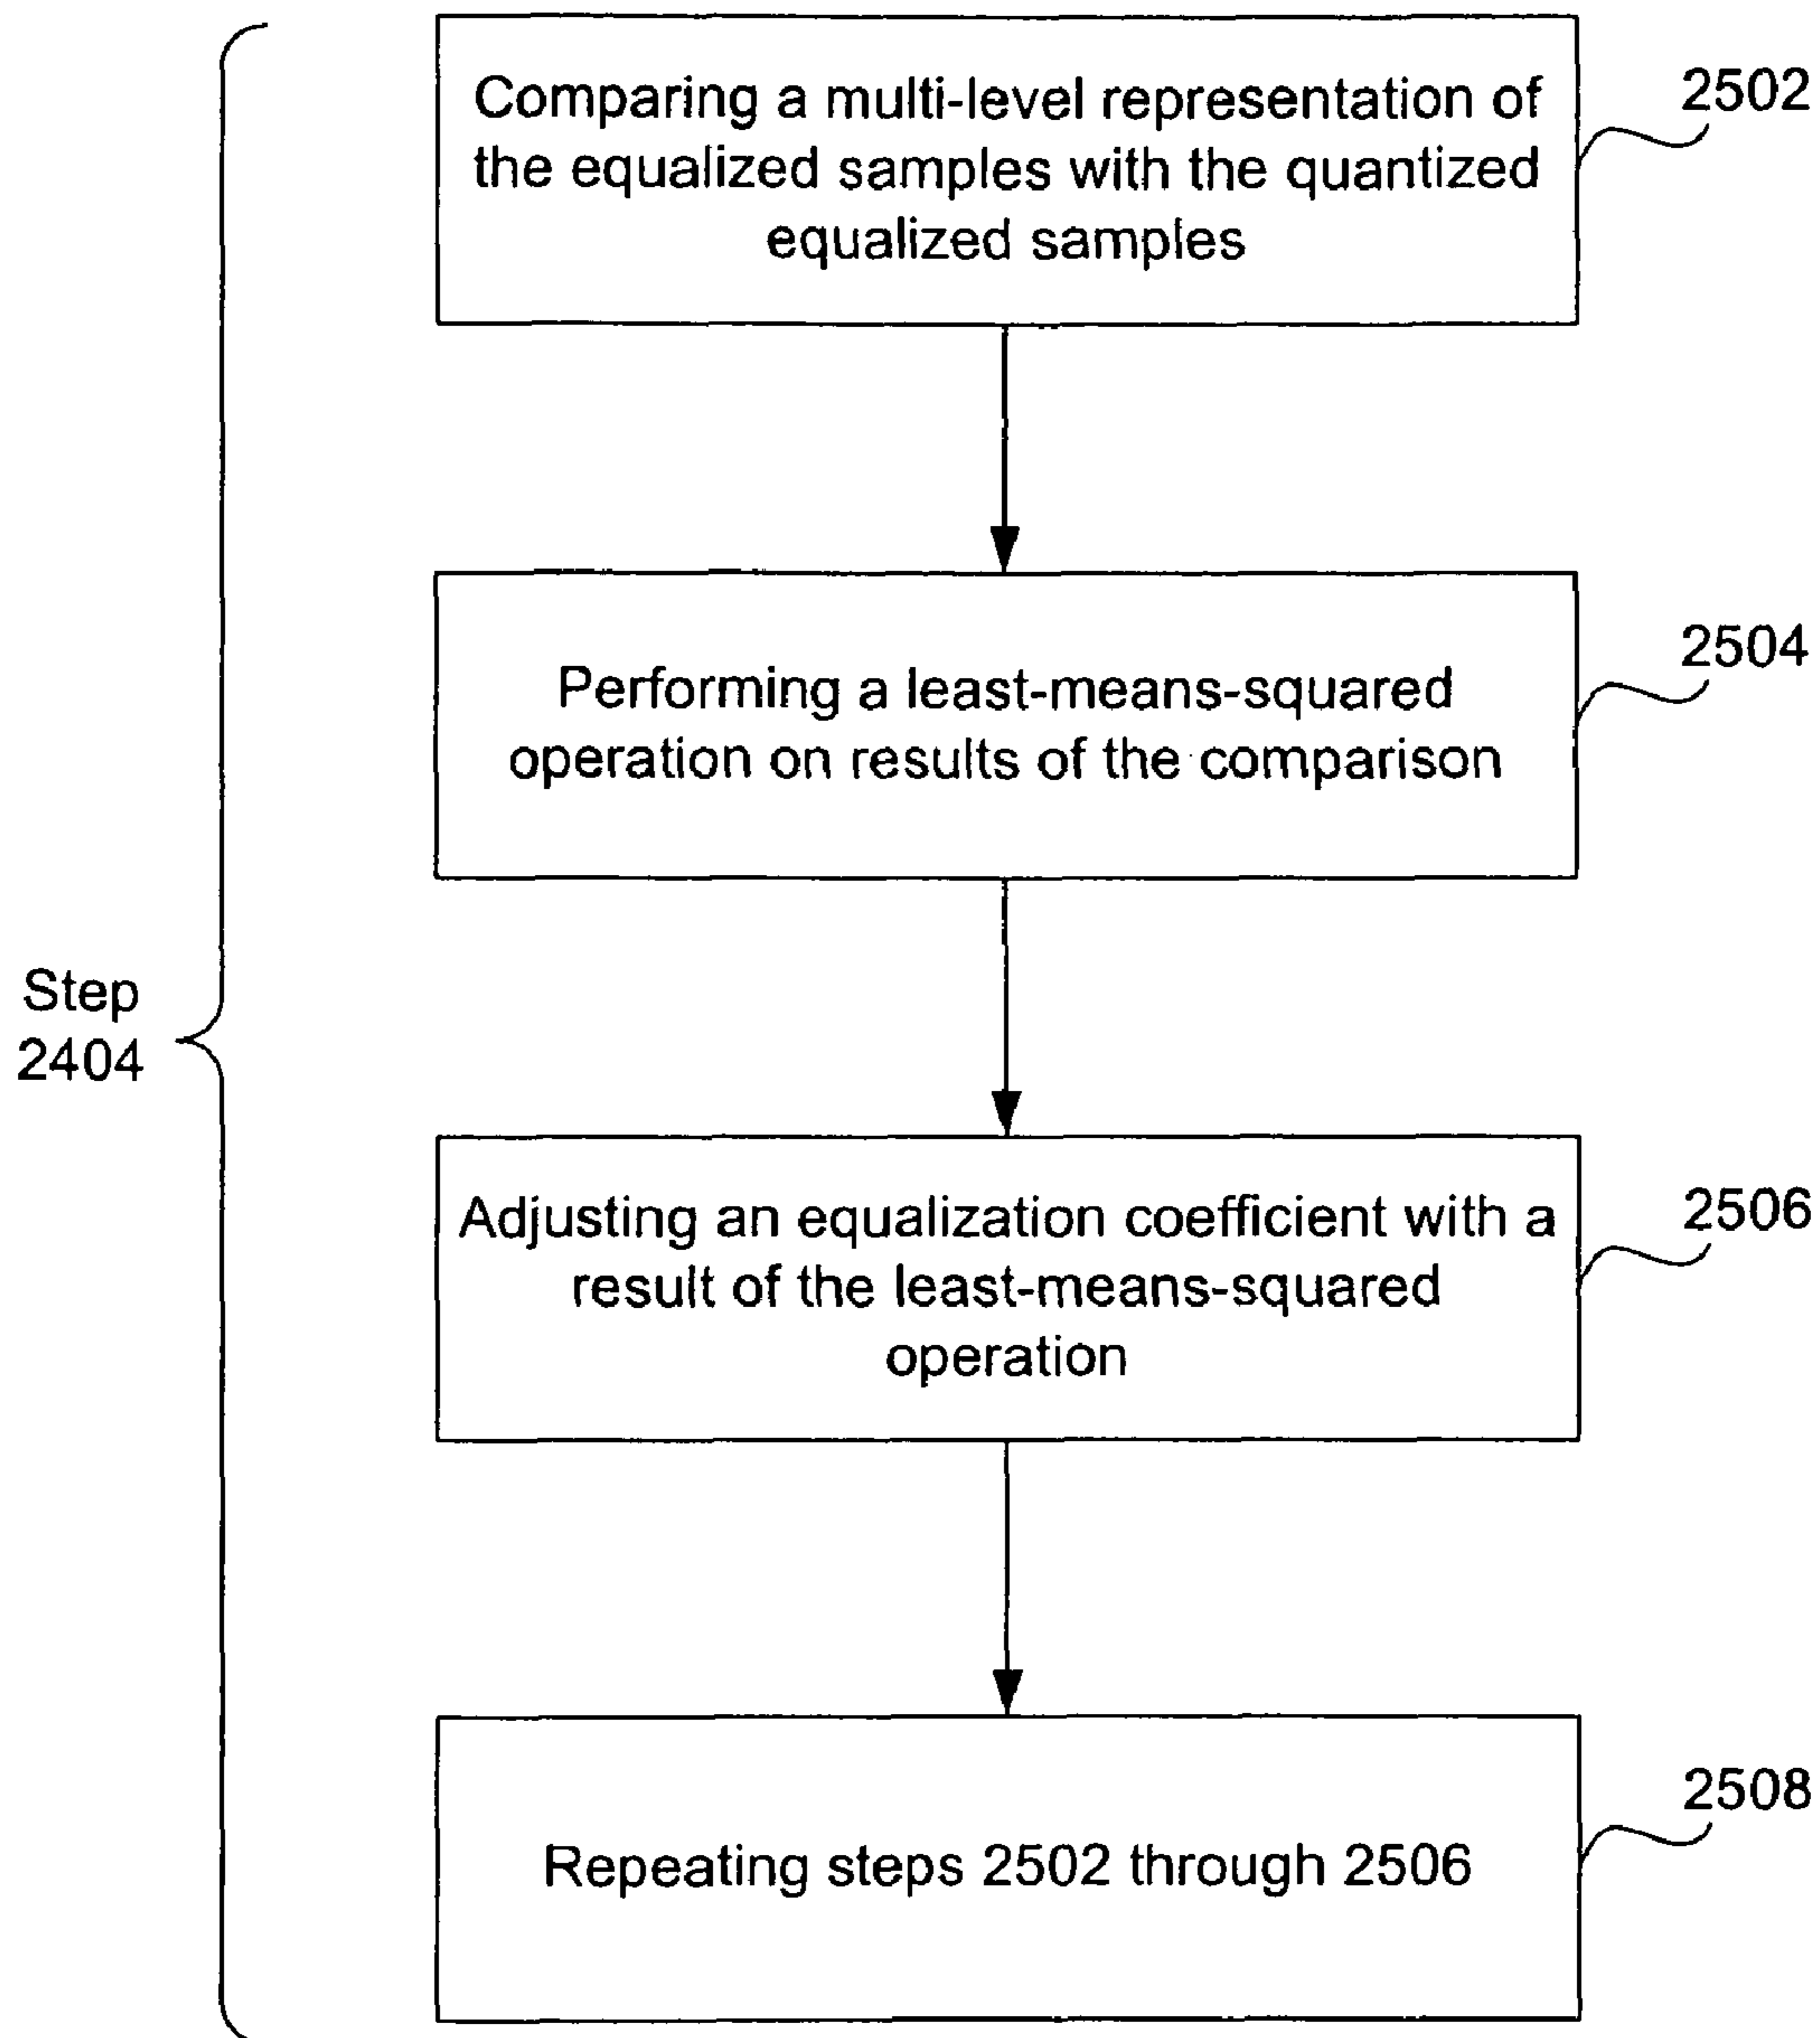 Comparing a multi-level representation of
the equalized samples with the quantized
equalized samples
2502
Performing a least-means-squared
operation on results of the comparison
2504
Step
2404
Adjusting an equalization coefficient with a
result of the least-means-squared
operation
2506
Repeating steps 2502 through 2506
2508